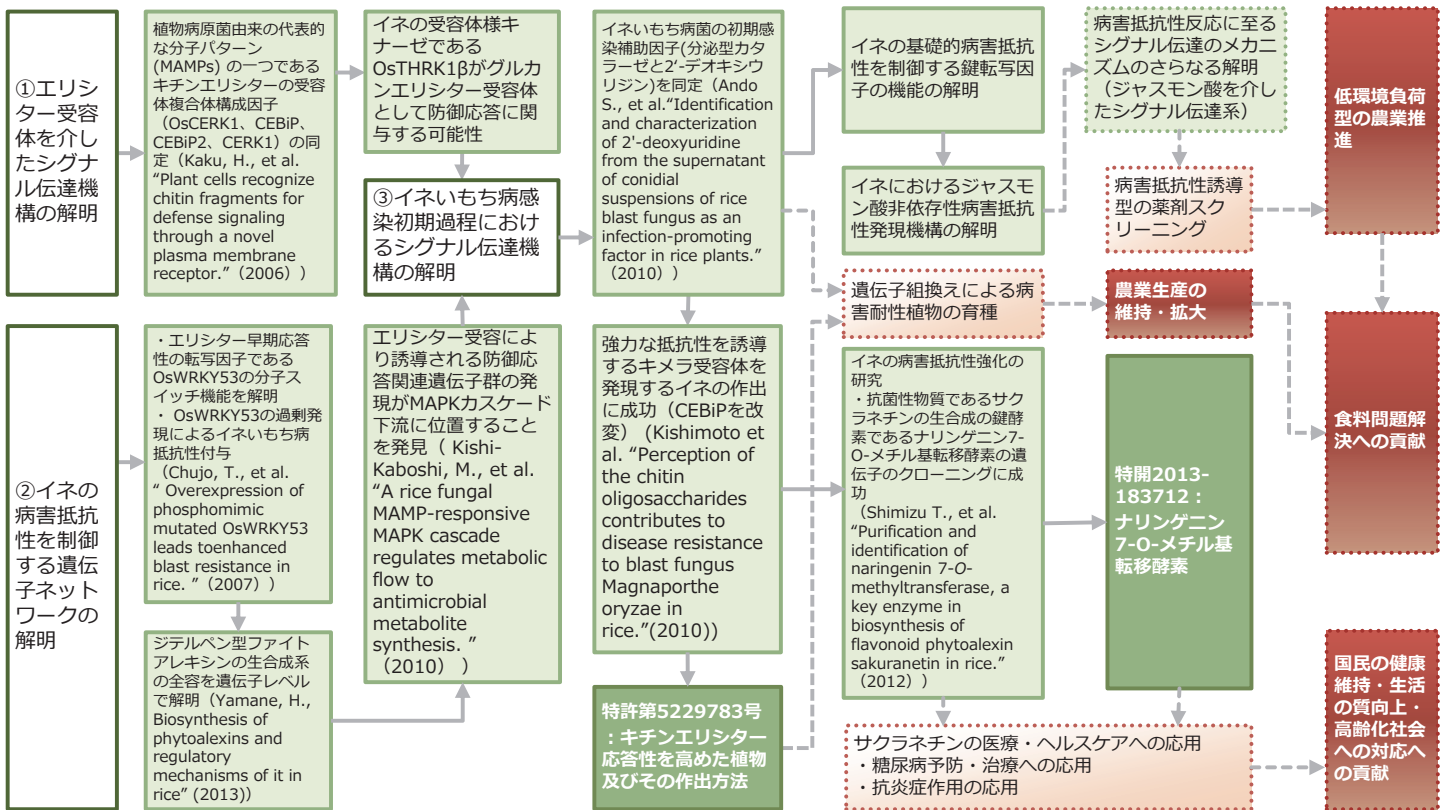 ①エリシ
ター受容
体を介し
たシグナ
ル伝達機
構の解明
植物病原菌由来の代表的
な分子パターン
(MAMPs) の一つである
キチンエリシターの受容
体複合体構成因子
（OsCERK1、CEBiP、
CEBiP2、CERK1）の同
定（Kaku, H., et al.
“Plant cells recognize
chitin fragments for
defense signaling
through a novel
plasma membrane
receptor.”（2006））
イネの受容体様キ
ナーゼである
OsTHRK1βがグルカ
ンエリシター受容体
として防御応答に関
与する可能性
③イネいもち病感
染初期過程におけ
るシグナル伝達機
構の解明
イネいもち病菌の初期感
染補助因子(分泌型カタ
ラーゼと2‘-デオキシウ
リジン)を同定（Ando
S., et al.“Identification
and characterization
of 2'-deoxyuridine
from the supernatant
of conidial
suspensions of rice
blast fungus as an
infection-promoting
factor in rice plants.”
（2010））
イネの基礎的病害抵抗
性を制御する鍵転写因
子の機能の解明
イネにおけるジャスモ
ン酸非依存性病害抵抗
性発現機構の解明
病害抵抗性反応に至る
シグナル伝達のメカニ
ズムのさらなる解明
（ジャスモン酸を介し
たシグナル伝達系）
病害抵抗性誘導
型の薬剤スク
リーニング
低環境負荷
型の農業推
進
遺伝子組換えによる病
害耐性植物の育種
農業生産の
維持・拡大
②イネの
病害抵抗
性を制御
する遺伝
子ネット
ワークの
解明
・エリシター早期応答
性の転写因子である
OsWRKY53の分子ス
イッチ機能を解明
・ OsWRKY53の過剰発
現によるイネいもち病
抵抗性付与
（Chujo, T., et al.
“ Overexpression of
phosphomimic
mutated OsWRKY53
leads toenhanced
blast resistance in
rice. ”（2007））
ジテルペン型ファイト
アレキシンの生合成系
の全容を遺伝子レベル
で解明（Yamane, H.,
Biosynthesis of
phytoalexins and
regulatory
mechanisms of it in
rice” (2013)）
エリシター受容によ
り誘導される防御応
答関連遺伝子群の発
現がMAPKカスケード
下流に位置すること
を発見（ Kishi-
Kaboshi, M., et al.
“A rice fungal
MAMP-responsive
MAPK cascade
regulates metabolic
flow to
antimicrobial
metabolite
synthesis. ”
（2010） ）
強力な抵抗性を誘導
するキメラ受容体を
発現するイネの作出
に成功（CEBiPを改
変） (Kishimoto et
al. “Perception of
the chitin
oligosaccharides
contributes to
disease resistance
to blast fungus
Magnaporthe
oryzae in
rice.”(2010))
特許第5229783号
：キチンエリシター
応答性を高めた植物
及びその作出方法
イネの病害抵抗性強化の
研究
・抗菌性物質であるサク
ラネチンの生合成の鍵酵
素であるナリンゲニン7-
O-メチル基転移酵素の遺
伝子のクローニングに成
功
（Shimizu T., et al.
“Purification and
identification of
naringenin 7-O-
methyltransferase, a
key enzyme in
biosynthesis of
flavonoid phytoalexin
sakuranetin in rice.”
（2012））
特開2013-
183712：
ナリンゲニン
7-O-メチル基
転移酵素
食料問題解
決への貢献
サクラネチンの医療・ヘルスケアへの応用
・糖尿病予防・治療への応用
・抗炎症作用の応用
国民の健康
維持・生活
の質向上・
高齢化社会
への対応へ
の貢献